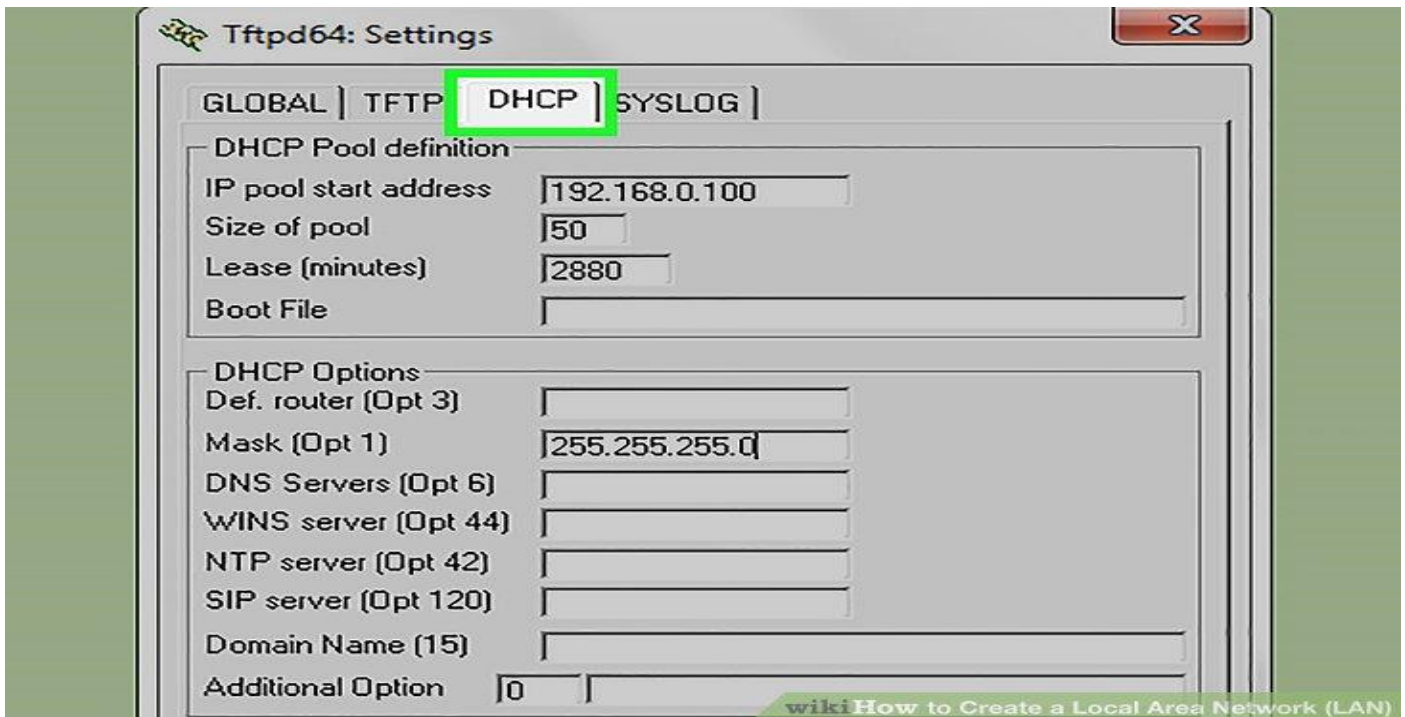 Tftpd64: Settings
GLOBAL TFTP DHCP SYSLOG
DHCP Pool definition
IP pool start address 192.168.0.100
Size of pool 50
Lease (minutes) 2880
Boot File
DHCP Options
Def. router (Opt 3)
Mask (Opt 1) 255.255.255.0
DNS Servers (Opt 6)
WINS server (Opt 44)
NTP server (Opt 42)
SIP server (Opt 120)
Domain Name (15)
Additional Option 0
wikiHow to Create a Local Area Network (LAN)